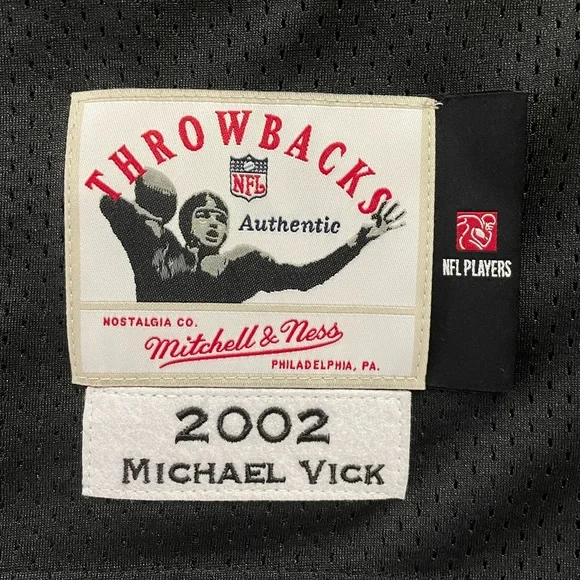 THROWBACKS
NFL
Authentic
NFL PLAYERS
NOSTALGIA CO.
Mitchell & Ness
PHILADELPHIA, PA.
2002
MICHAEL VICK